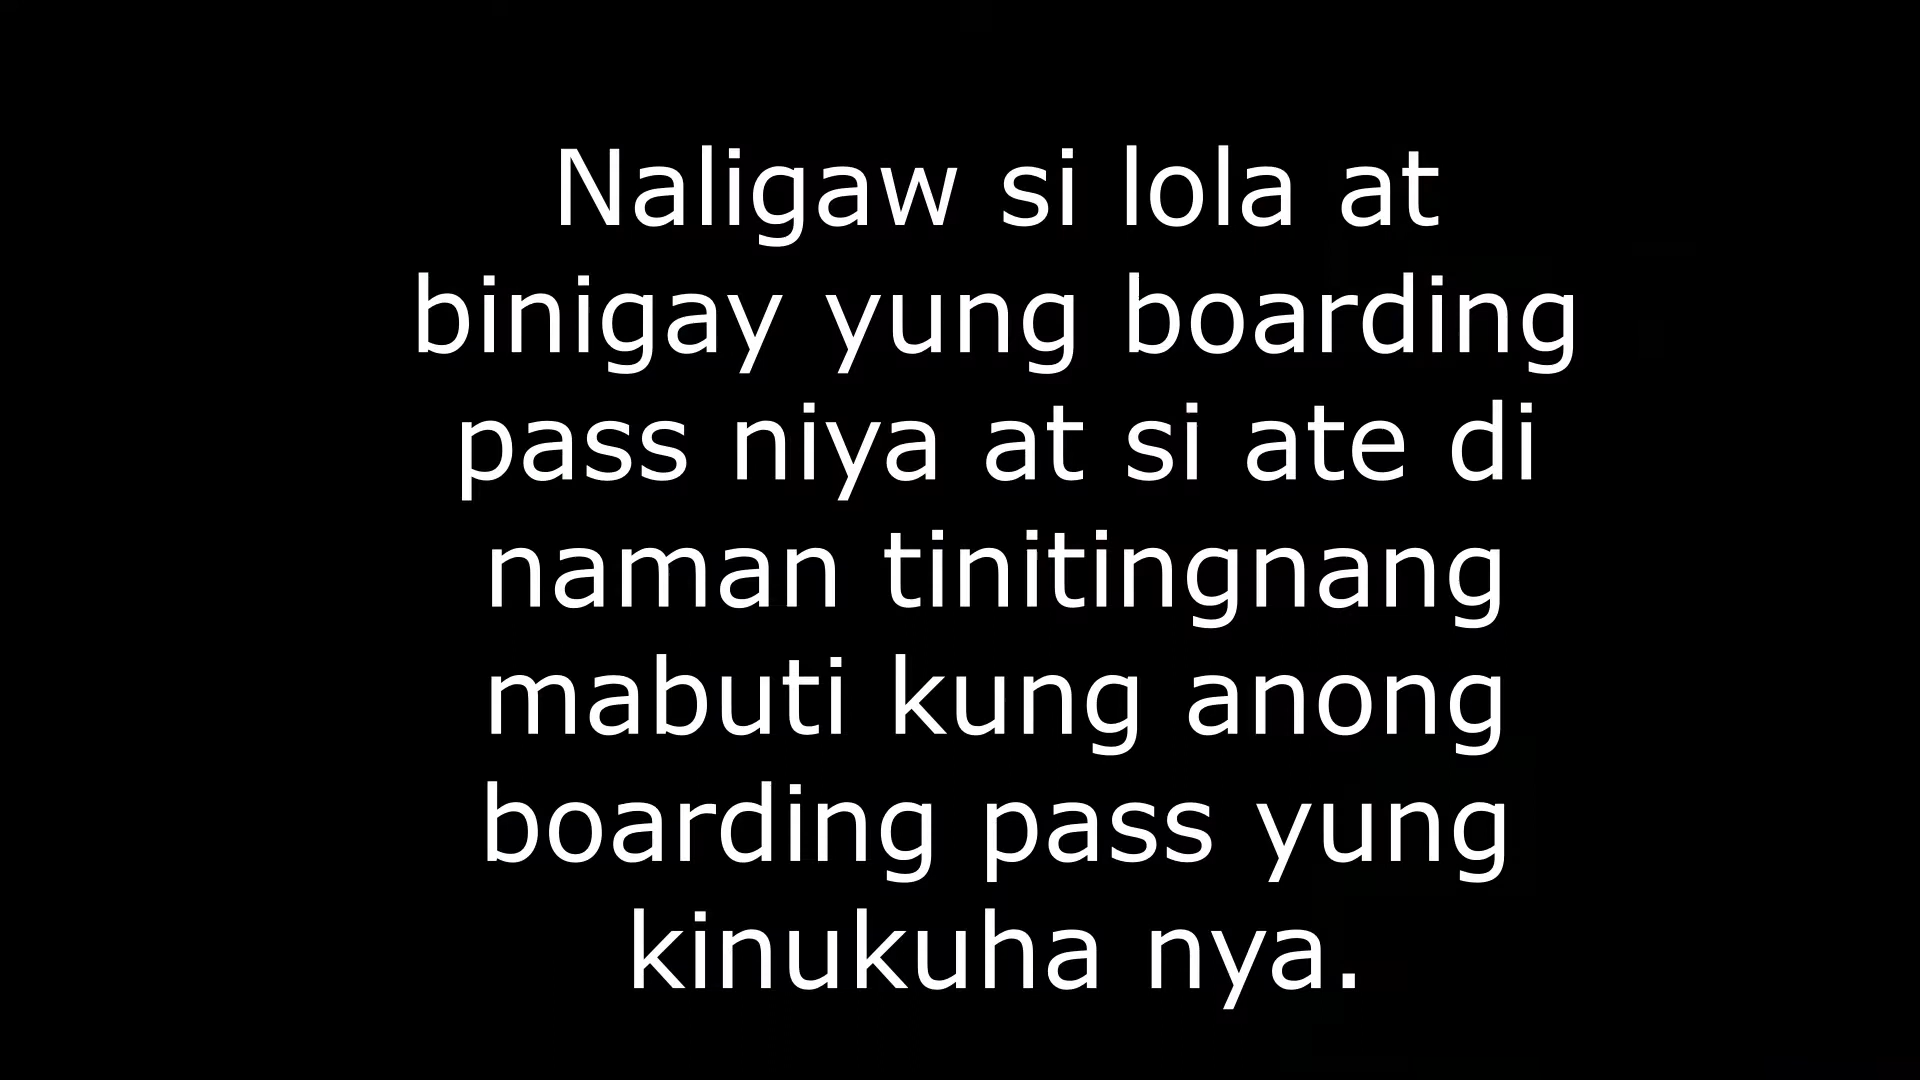 Naligaw si lola at
binigay yung boarding
pass niya at si ate di
naman tinitingnang
mabuti kung anong
boarding pass yung
kinukuha nya.